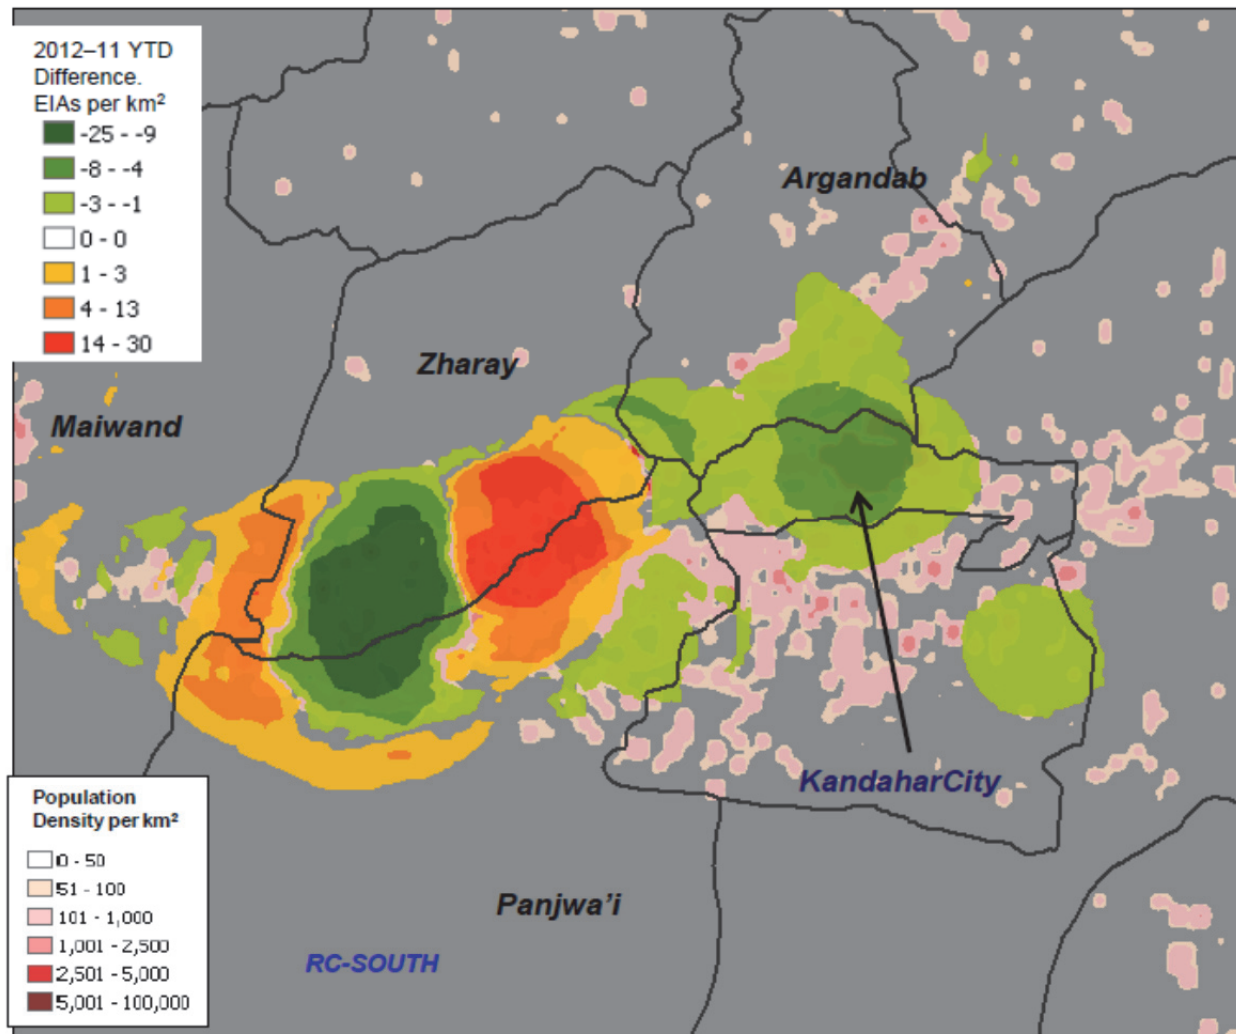 2012–11 YTD
Difference.
EIAs per km²
-25 - -9
-8 - -4
-3 - -1
0 - 0
1 - 3
4 - 13
14 - 30
Argandab
Zharay
Maiwand
KandaharCity
Population
Density per km²
0 - 50
51 - 100
101 - 1,000
1,001 - 2,500
2,501 - 5,000
5,001 - 100,000
Panjwa'i
RC-SOUTH